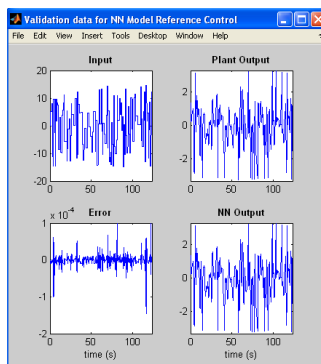 Validation data for NN Model Reference Control
File Edit View Insert Tools Desktop Window Help
Input
20
10
0
-10
-20
0 50 100
Plant Output
2
0
-2
0 50 100
Error
x 10-4
1
0
-1
-2
0 50 100
time (s)
NN Output
2
0
-2
0 50 100
time (s)